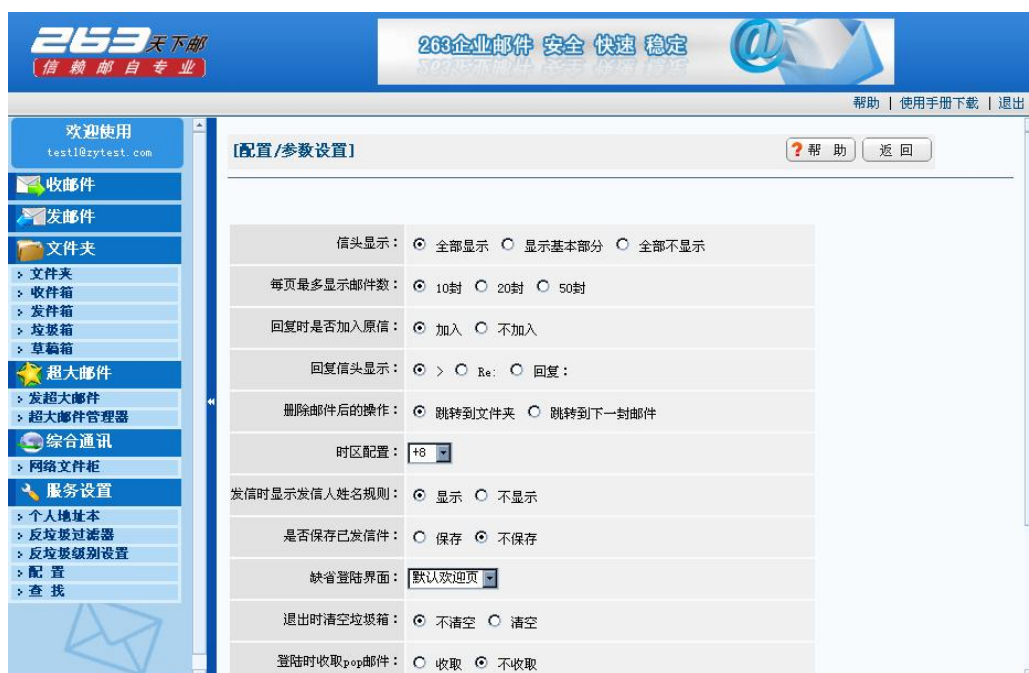 263天下邮
信赖邮自专业
263企业邮件 安全 快速 稳定
帮助 | 使用手册下载 | 退出
欢迎使用
test1@zytest.com
收邮件
发邮件
文件夹
文件夹
收件箱
发件箱
垃圾箱
草稿箱
超大邮件
发超大邮件
超大邮件管理器
综合通讯
网络文件柜
服务设置
个人地址本
反垃圾过滤器
反垃圾级别设置
配 置
查 找
[配置/参数设置]
?帮 助 返 回
信头显示： 全部显示 显示基本部分 全部不显示
每页最多显示邮件数： 10封 20封 50封
回复时是否加入原信： 加入 不加入
回复信头显示： > Re: 回复：
删除邮件后的操作： 跳转到文件夹 跳转到下一封邮件
时区配置： +8
发信时显示发信人姓名规则： 显示 不显示
是否保存已发信件： 保存 不保存
缺省登陆界面： 默认欢迎页
退出时清空垃圾箱： 不清空 清空
登陆时收取pop邮件： 收取 不收取